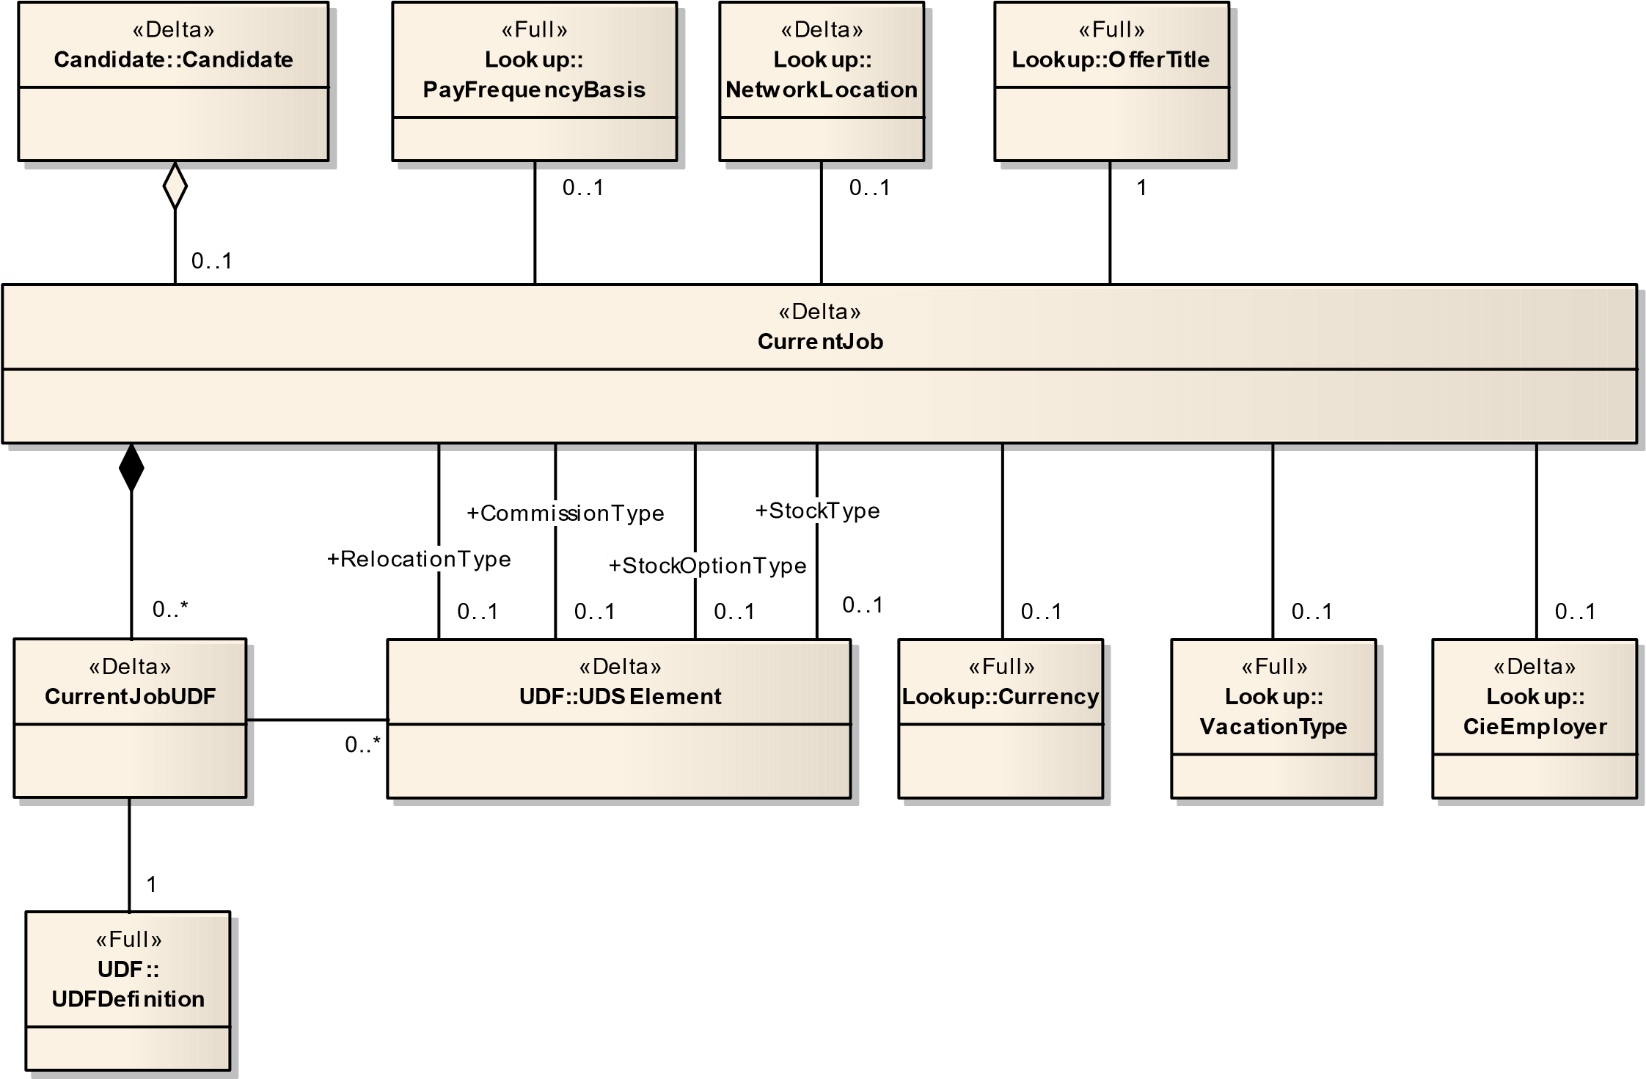 «Delta»
Candidate::Candidate
«Full»
Lookup::
PayFrequencyBasis
«Delta»
Lookup::
NetworkLocation
«Full»
Lookup::OfferTitle
0..1
0..1
0..1
1
«Delta»
CurrentJob
+RelocationType
+CommissionType
+StockOptionType
+StockType
0..*
0..1
0..1
0..1
0..1
0..1
0..1
0..1
«Delta»
CurrentJobUDF
«Delta»
UDF::UDSElement
«Full»
Lookup::Currency
«Full»
Lookup::
VacationType
«Delta»
Lookup::
CieEmployer
0..*
1
«Full»
UDF::
UDFDefinition